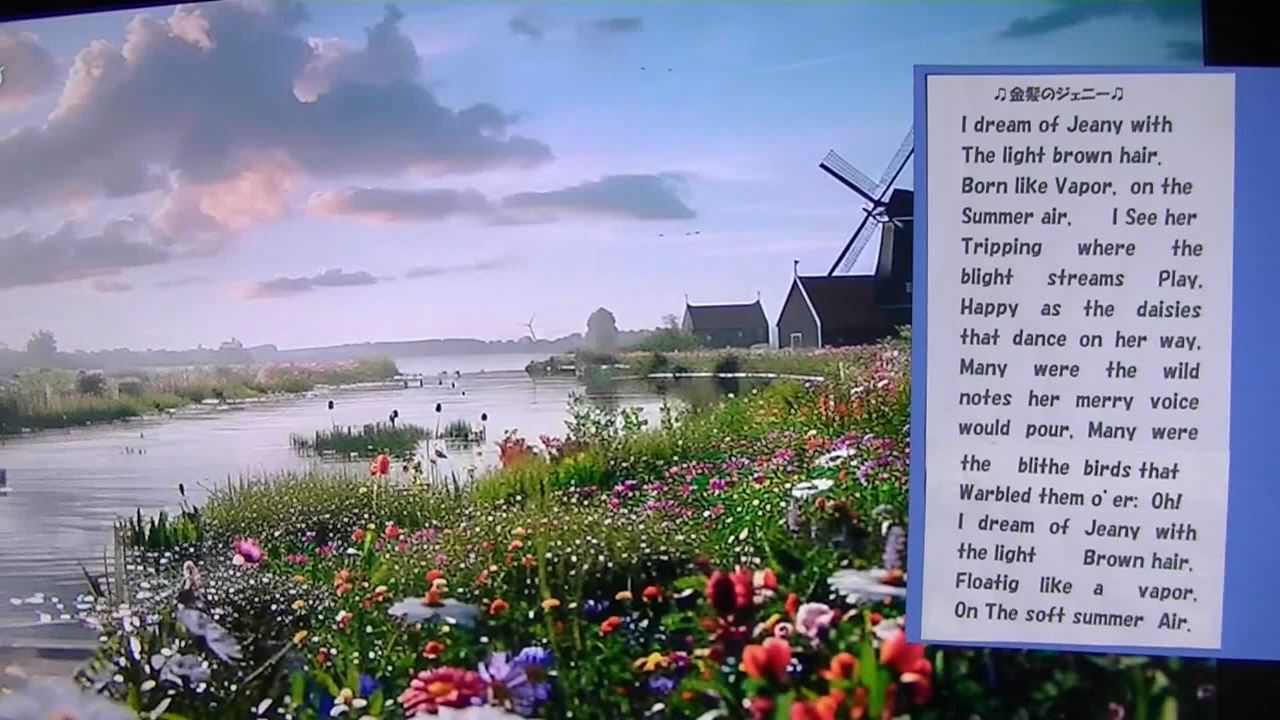 ♫金髪のジェニー♫
I dream of Jeany with
The light brown hair.
Born like Vapor, on the
Summer air, I See her
Tripping where the
blight streams Play.
Happy as the daisies
that dance on her way.
Many were the wild
notes her merry voice
would pour. Many were
the blithe birds that
Warbled them o'er: Oh!
I dream of Jeany with
the light Brown hair,
Floatig like a vapor,
On The soft summer Air.